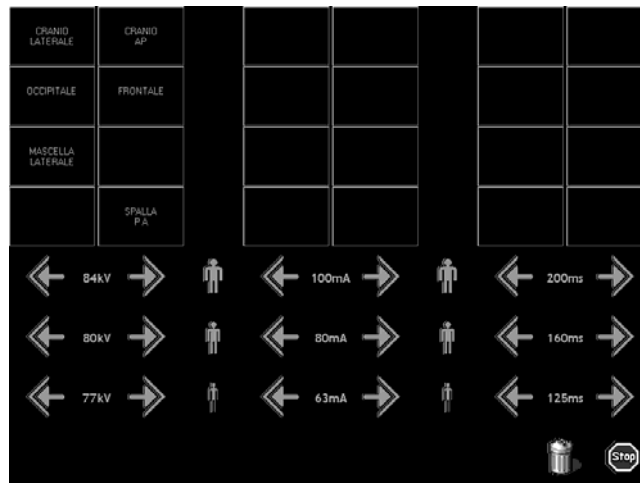 CRANIO
LATERALE
CRANIO
AP
OCCIPITALE
FRONTALE
MASCELLA
LATERALE
SPALLA
P.A
84kV
100mA
200ms
80kV
80mA
160ms
77kV
63mA
125ms
Stop